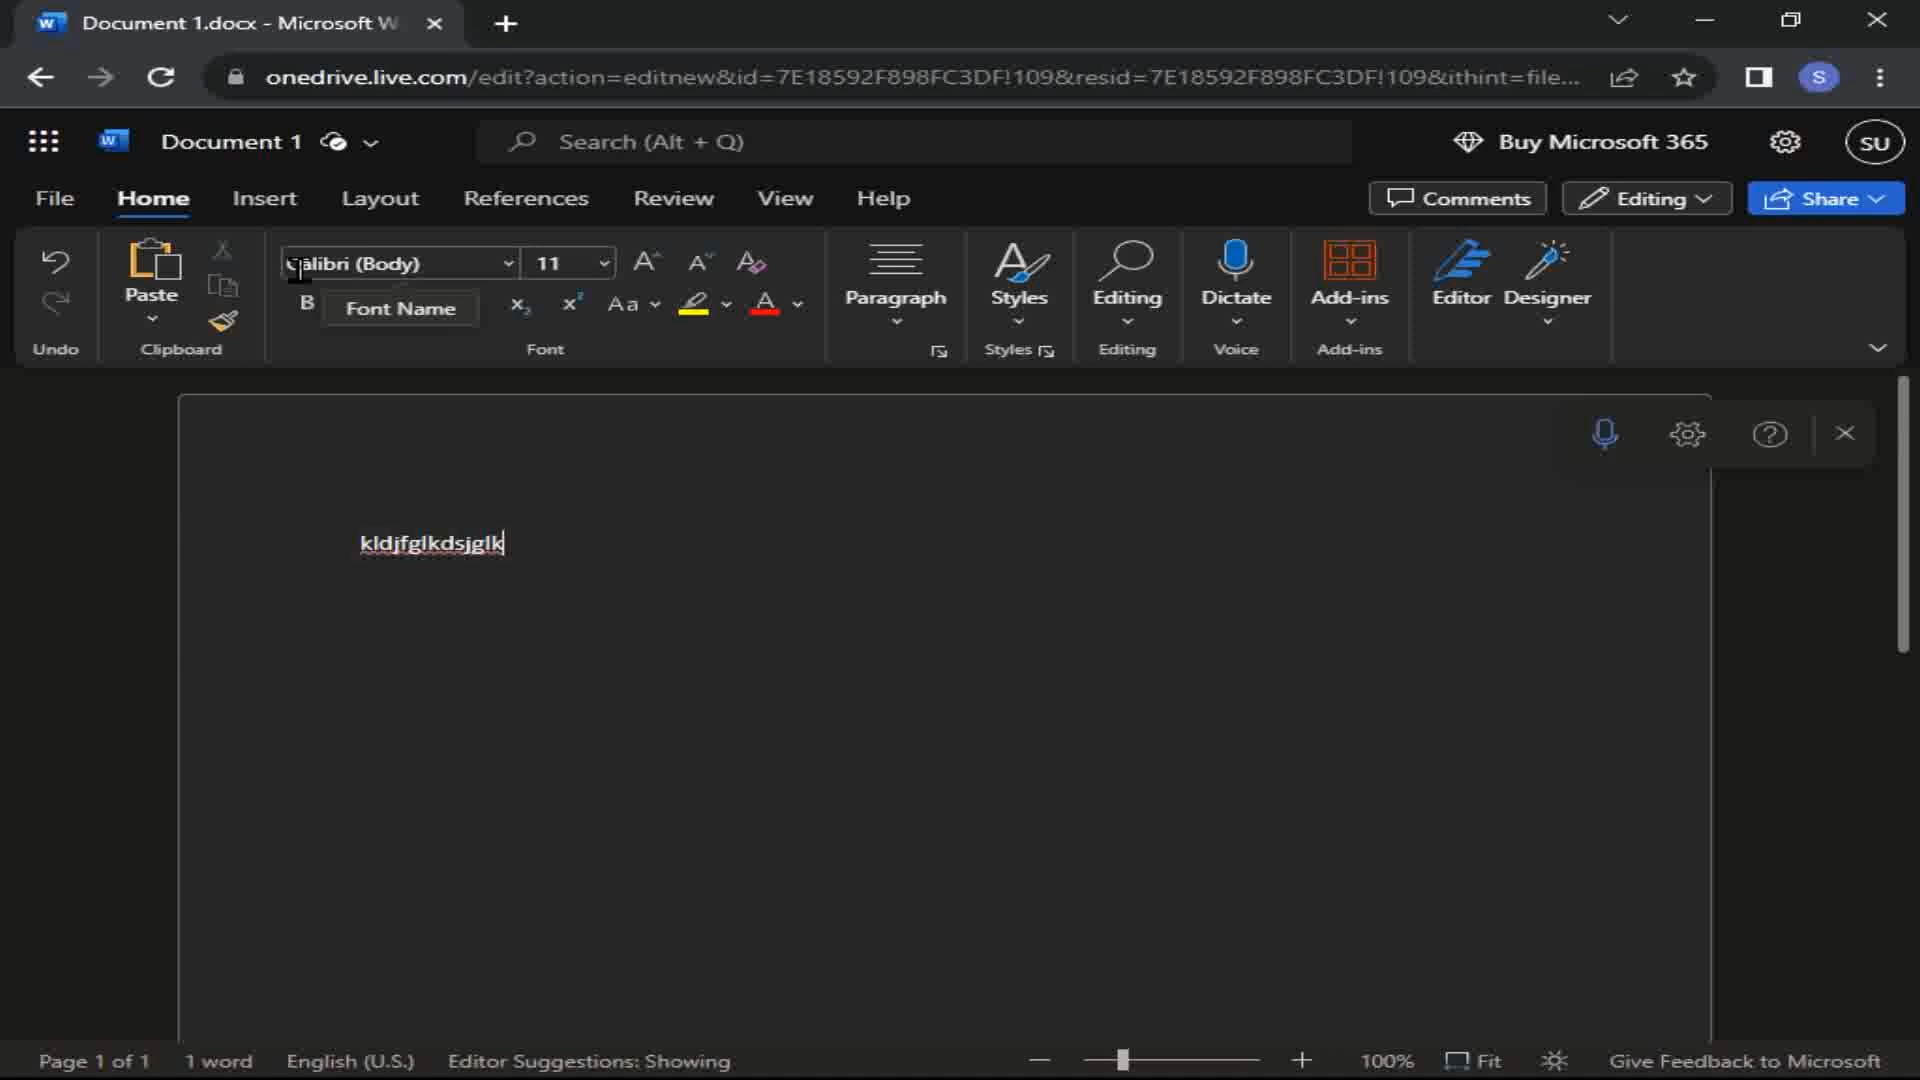 Document 1.docx - Microsoft W
onedrive.live.com/edit?action=editnew&id=7E18592F898FC3DF!109&resid=7E18592F898FC3DF!109&ithint=file...
S
Document 1
Search (Alt + Q)
Buy Microsoft 365
SU
File Home Insert Layout References Review View Help
Comments Editing Share
Paste
Calibri (Body) 11
B Font Name Aa
Paragraph Styles Editing Dictate Add-ins Editor Designer
Undo Clipboard Font Styles Editing Voice Add-ins
kldjfglkdsjglk
Page 1 of 1 1 word English (U.S.) Editor Suggestions: Showing 100% Fit Give Feedback to Microsoft